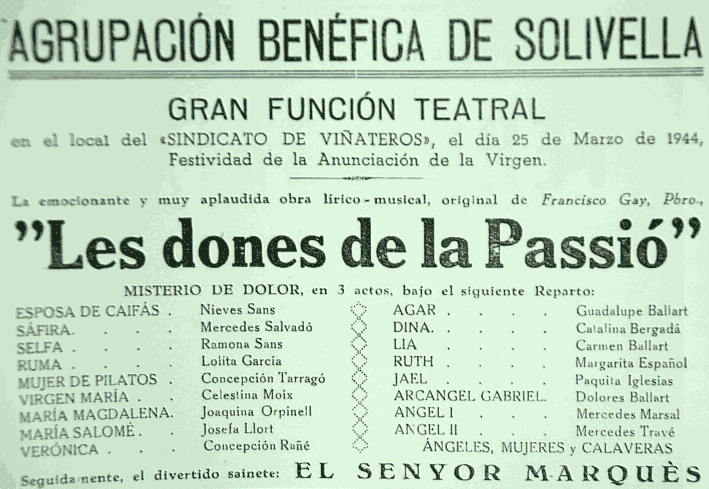 AGRUPACIÓN BENÉFICA DE SOLIVELLA
GRAN FUNCIÓN TEATRAL
en el local del «SINDICATO DE VIÑATEROS», el día 25 de Marzo de 1944,
Festividad de la Anunciación de la Virgen.
La emocionante y muy aplaudida obra lírico-musical, original de Francisco Gay, Pbro.,
"Les dones de la Passió"
MISTERIO DE DOLOR, en 3 actos, bajo el siguiente Reparto:
ESPOSA DE CAIFÁS . Nieves Sans
SÁFIRA. . . . Mercedes Salvadó
SELFA . . . . Ramona Sans
RUMA . . . . Lolita García
MUJER DE PILATOS . Concepción Tarragó
VIRGEN MARÍA . . Celestina Moix
MARÍA MAGDALENA. Joaquina Orpinell
MARÍA SALOMÉ . . Josefa Llort
VERÓNICA . . . Concepción Rañé
AGAR . . . . Guadalupe Ballart
DINA. . . . . Catalina Bergadá
LIA . . . . Carmen Ballart
RUTH . . . . Margarita Español
JAEL . . . . Paquita Iglesias
ARCANGEL GABRIEL. Dolores Ballart
ANGEL I . . . Mercedes Marsal
ANGEL II . . . Mercedes Travé
ÁNGELES, MUJERES y CALAVERAS
Seguidamente, el divertido sainete: EL SENYOR MARQUÈS